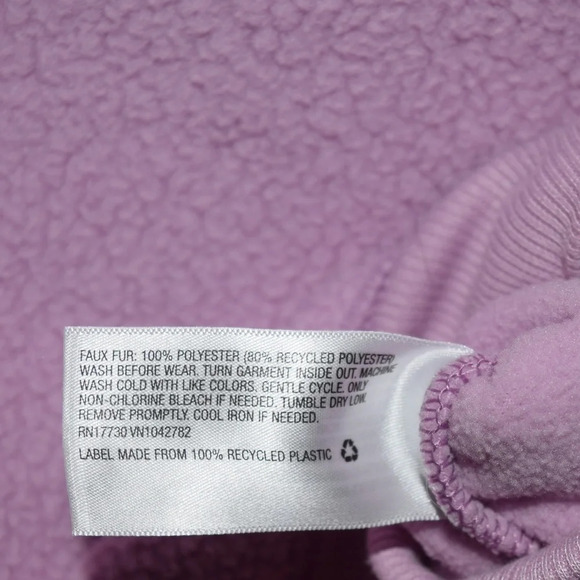 FAUX FUR: 100% POLYESTER (80% RECYCLED POLYESTER)
WASH BEFORE WEAR. TURN GARMENT INSIDE OUT. MACHINE
WASH COLD WITH LIKE COLORS. GENTLE CYCLE. ONLY
NON-CHLORINE BLEACH IF NEEDED. TUMBLE DRY LOW.
REMOVE PROMPTLY. COOL IRON IF NEEDED.
RN17730 VN1042782
LABEL MADE FROM 100% RECYCLED PLASTIC